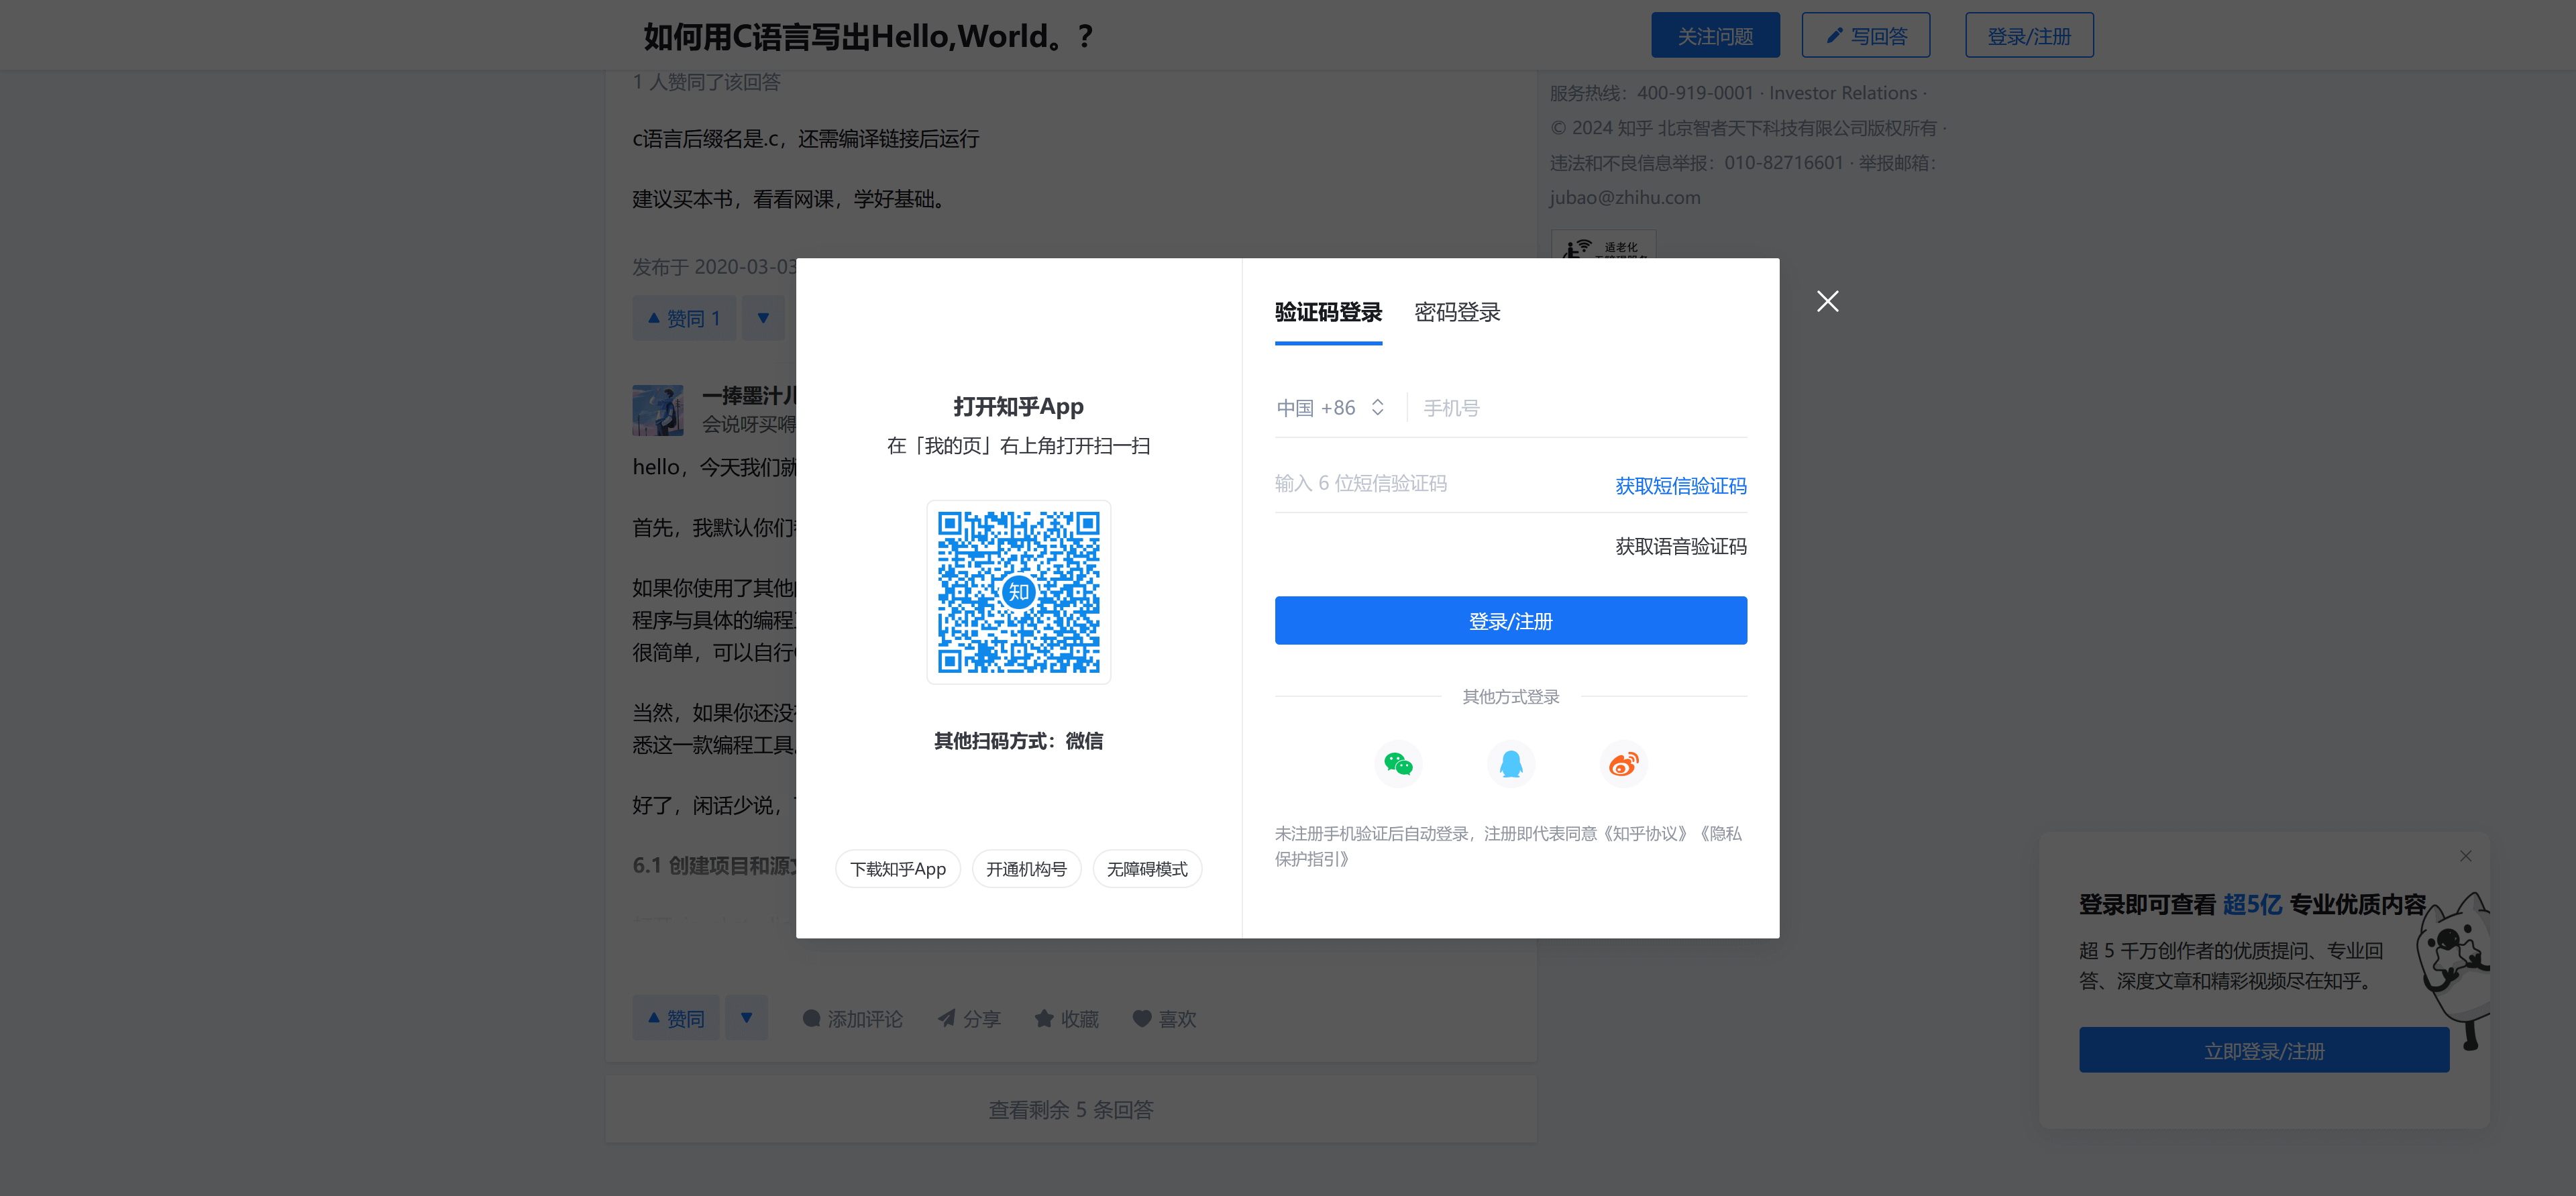 如何用C语言写出Hello,World。?
关注问题
写回答
登录/注册
1 人赞同了该回答
c语言后缀名是.c，还需编译链接后运行
建议买本书，看看网课，学好基础。
发布于 2020-03-03
赞同 1
一捧墨汁儿
会说呀买嘚
hello，今天我们就
首先，我默认你们
如果你使用了其他
程序与具体的编程
很简单，可以自行
当然，如果你还没
悉这一款编程工具
好了，闲话少说，
6.1 创建项目和源文
赞同
添加评论
分享
收藏
喜欢
查看剩余 5 条回答
服务热线：400-919-0001 · Investor Relations ·
© 2024 知乎 北京智者天下科技有限公司版权所有 ·
违法和不良信息举报：010-82716601 · 举报邮箱：
jubao@zhihu.com
适老化
打开知乎App
在「我的页」右上角打开扫一扫
知
其他扫码方式：微信
下载知乎App
开通机构号
无障碍模式
验证码登录
密码登录
中国 +86
手机号
输入 6 位短信验证码
获取短信验证码
获取语音验证码
登录/注册
其他方式登录
未注册手机验证后自动登录，注册即代表同意《知乎协议》《隐私
保护指引》
登录即可查看 超5亿 专业优质内容
超 5 千万创作者的优质提问、专业回
答、深度文章和精彩视频尽在知乎。
立即登录/注册